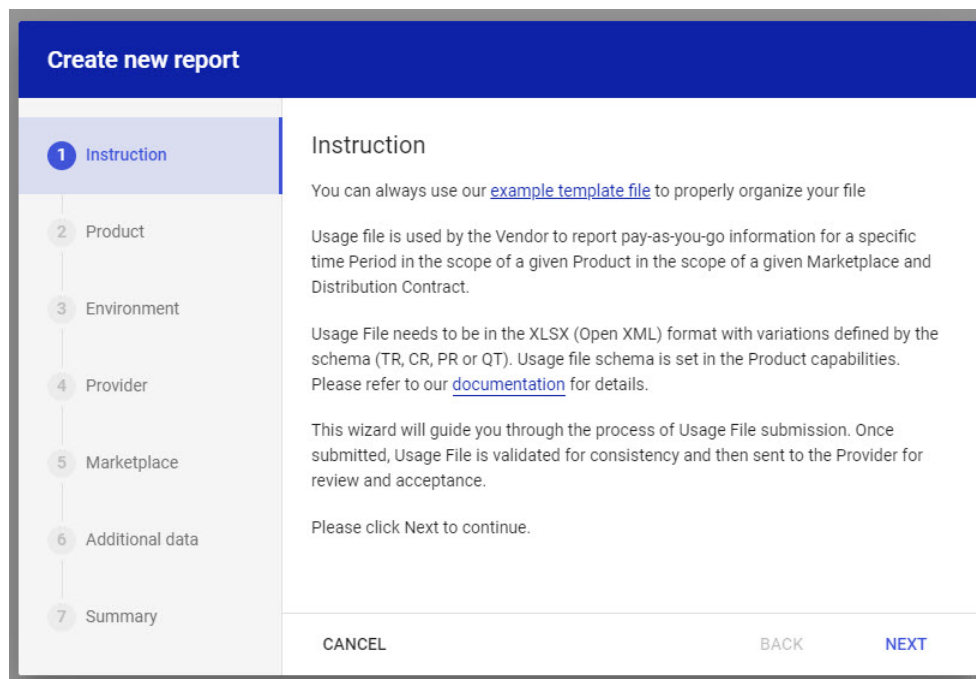 Create new report
1 Instruction
2 Product
3 Environment
4 Provider
5 Marketplace
6 Additional data
7 Summary
Instruction
You can always use our example template file to properly organize your file
Usage file is used by the Vendor to report pay-as-you-go information for a specific
time Period in the scope of a given Product in the scope of a given Marketplace and
Distribution Contract.
Usage File needs to be in the XLSX (Open XML) format with variations defined by the
schema (TR, CR, PR or QT). Usage file schema is set in the Product capabilities.
Please refer to our documentation for details.
This wizard will guide you through the process of Usage File submission. Once
submitted, Usage File is validated for consistency and then sent to the Provider for
review and acceptance.
Please click Next to continue.
CANCEL BACK NEXT